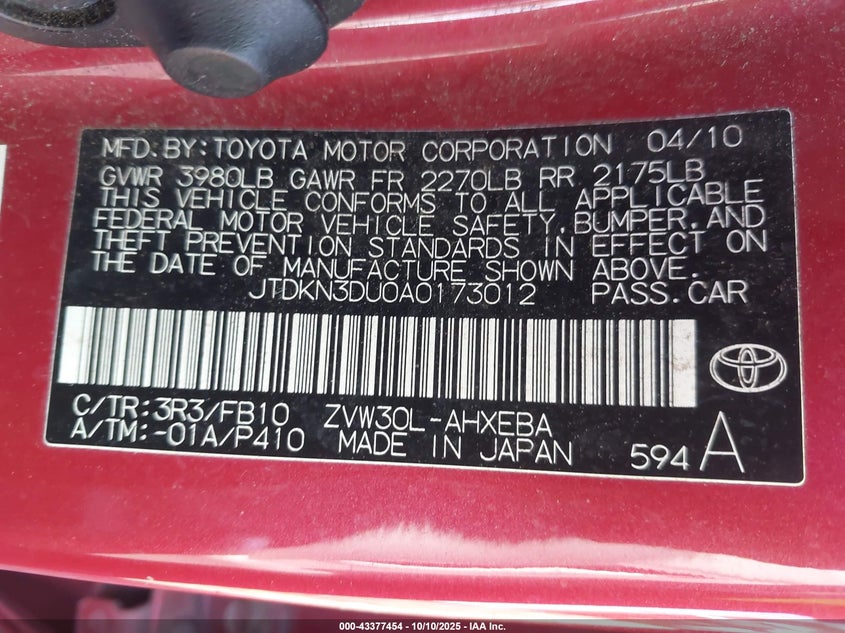 MFD.BY:TOYOTA MOTOR CORPORATION 04/10
GVWR 3980LB GAWR FR 2270LB RR 2175LB
THIS VEHICLE CONFORMS TO ALL APPLICABLE
FEDERAL MOTOR VEHICLE SAFETY,BUMPER,AND
THEFT PREVENTION STANDARDS IN EFFECT ON
THE DATE OF MANUFACTURE SHOWN ABOVE.
JTDKN3DU0A0173012 PASS.CAR
C/TR:3R3/FB10 ZVW30L-AHXEBA
A/TM:-01A/P410 MADE IN JAPAN
594 A
000-43377454 - 10/10/2025 - IAA Inc.